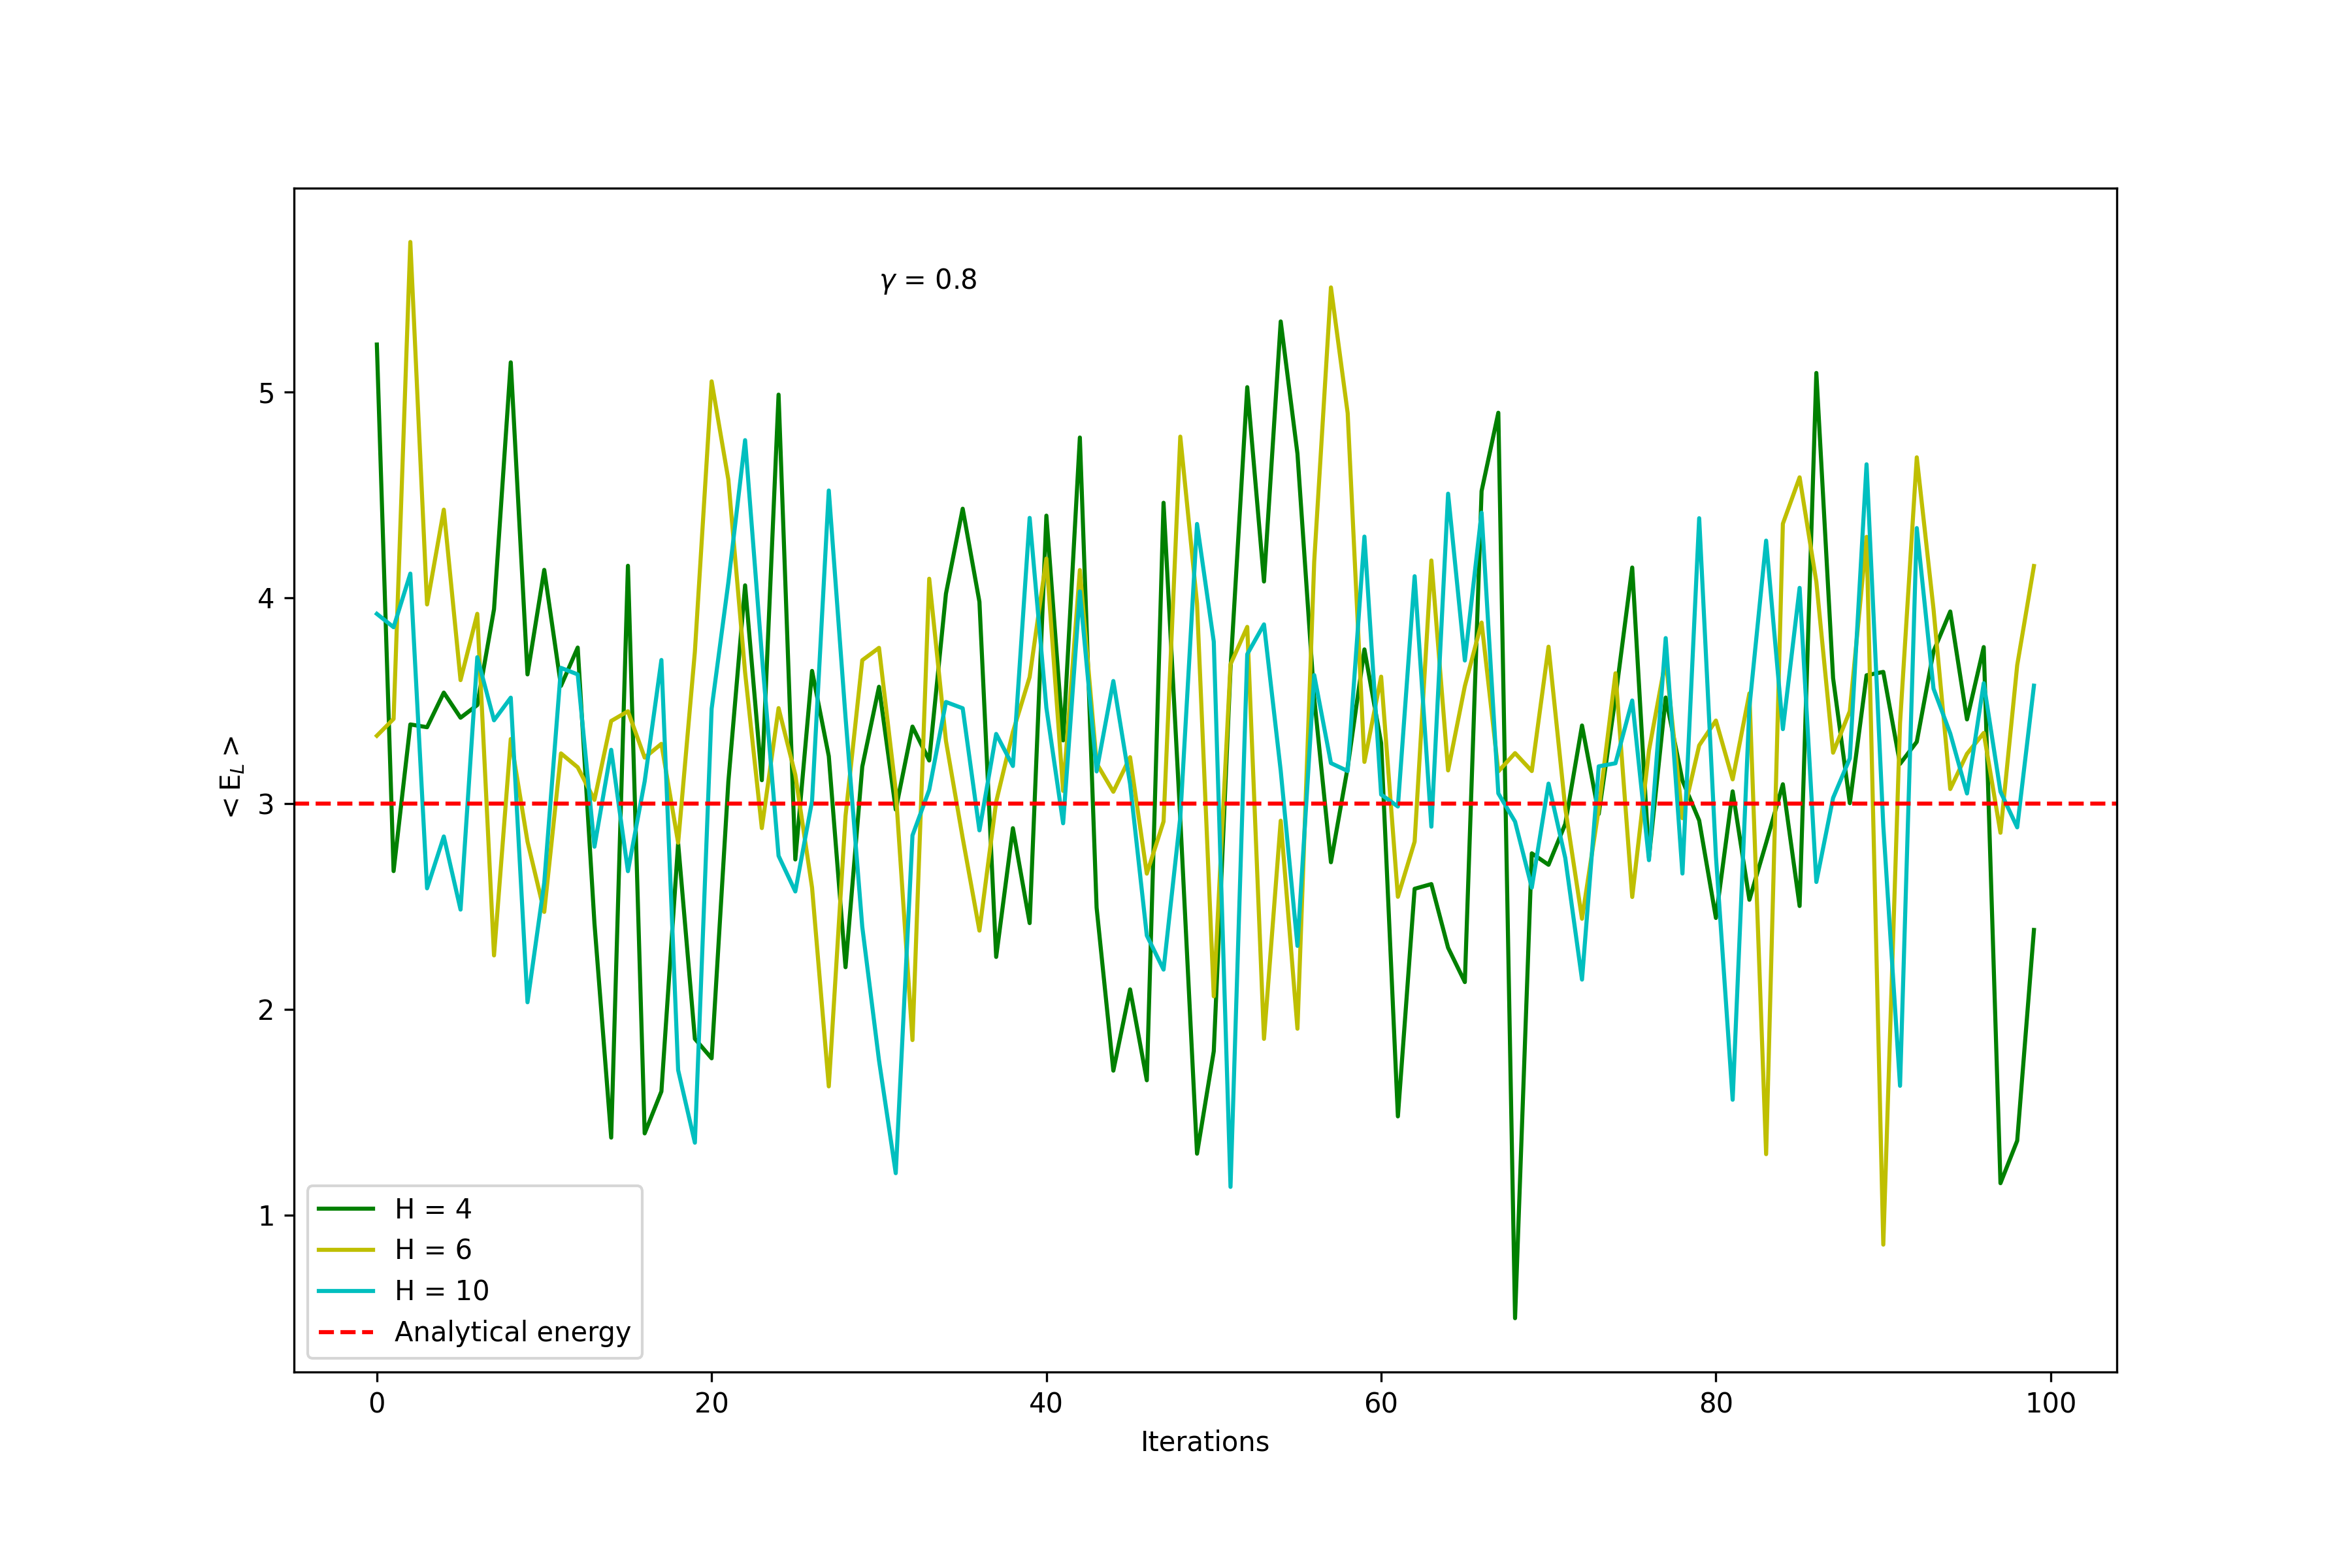 γ = 0.8
5
4
3
2
1
< E_L >
H = 4
H = 6
H = 10
Analytical energy
0 20 40 60 80 100
Iterations